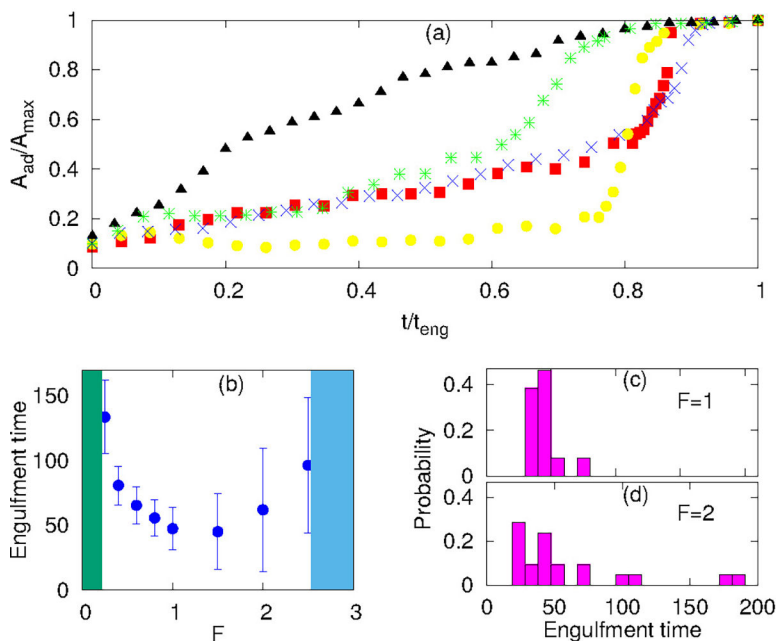 (a)
1
0.8
0.6
0.4
0.2
0
A_ad/A_max
0 0.2 0.4 0.6 0.8 1
t/t_eng
(b)
150
100
50
0
Engulfment time
0 1 2 3
F
(c)
F=1
0.4
0.2
0
Probability
(d)
F=2
0.4
0.2
0
0 50 100 150 200
Engulfment time